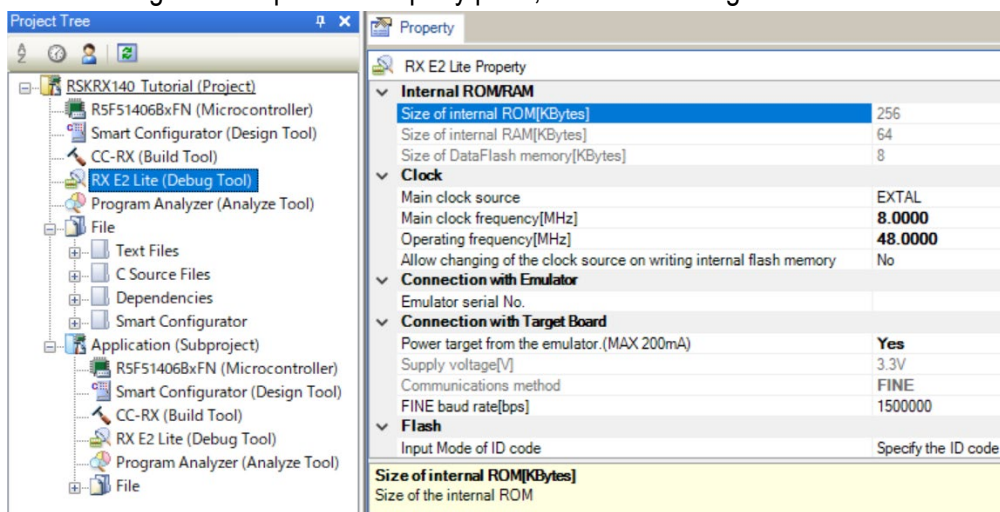 Project Tree
RSKRX140_Tutorial (Project)
R5F51406BxFN (Microcontroller)
Smart Configurator (Design Tool)
CC-RX (Build Tool)
RX E2 Lite (Debug Tool)
Program Analyzer (Analyze Tool)
File
Text Files
C Source Files
Dependencies
Smart Configurator
Application (Subproject)
R5F51406BxFN (Microcontroller)
Smart Configurator (Design Tool)
CC-RX (Build Tool)
RX E2 Lite (Debug Tool)
Program Analyzer (Analyze Tool)
File
Property
RX E2 Lite Property
Internal ROM/RAM
Size of internal ROM[KBytes] 256
Size of internal RAM[KBytes] 64
Size of DataFlash memory[KBytes] 8
Clock
Main clock source EXTAL
Main clock frequency[MHz] 8.0000
Operating frequency[MHz] 48.0000
Allow changing of the clock source on writing internal flash memory No
Connection with Emulator
Emulator serial No.
Connection with Target Board
Power target from the emulator.(MAX 200mA) Yes
Supply voltage[V] 3.3V
Communications method FINE
FINE baud rate[bps] 1500000
Flash
Input Mode of ID code Specify the ID code
Size of internal ROM[KBytes]
Size of the internal ROM